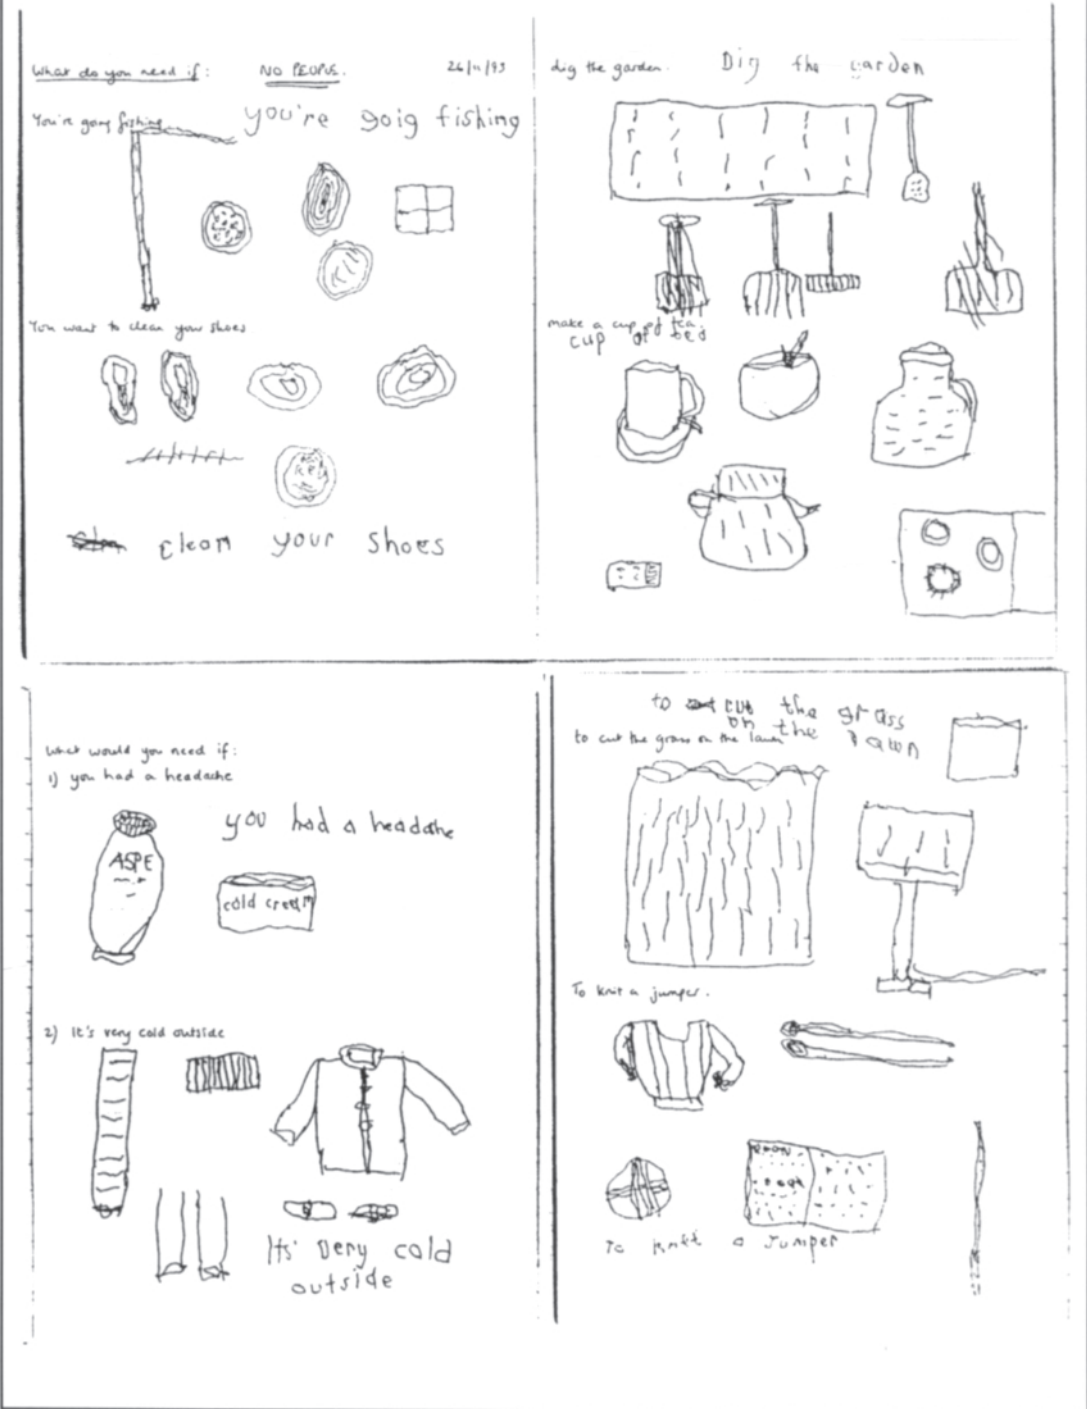 What do you need if: NO PEOPLE. 26/11/93
You're going fishing
you're goig fishing
You want to clean your shoes
clean your shoes
dig the garden. Dig the garden
make a cup of tea.
cup of tea
What would you need if:
1) you had a headache
you had a headahe
ASPE
cold cream
2) It's very cold outside
Its' very cold
outside
to cut the grass
on the lawn
to cut the grass on the lawn
To knit a jumper.
To knitt a Jumper